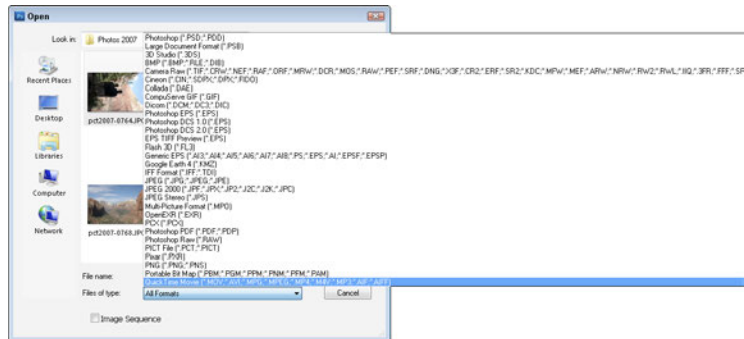 Open
Look in:
Photos 2007
Recent Places
Desktop
Libraries
Computer
Network
pct2007-0764.JPG
pct2007-0768.JPG
Photoshop (*.PSD;*.PDD)
Large Document Format (*.PSB)
3D Studio (*.3DS)
BMP (*.BMP;*.RLE;*.DIB)
Camera Raw (*.TIF;*.CRW;*.NEF;*.RAF;*.ORF;*.MRW;*.DCR;*.MOS;*.RAW;*.PEF;*.SRF;*.DNG;*.X3F;*.CR2;*.ERF;*.SR2;*.KDC;*.MFW;*.MEF;*.ARW;*.NRW;*.RW2;*.RWL;*.IIQ;*.3FR;*.FFF;*.SR
Cineon (*.CIN;*.SDPX;*.DPX;*.FIDO)
Collada (*.DAE)
CompuServe GIF (*.GIF)
Dicom (*.DCM;*.DC3;*.DIC)
Photoshop EPS (*.EPS)
Photoshop DCS 1.0 (*.EPS)
Photoshop DCS 2.0 (*.EPS)
EPS TIFF Preview (*.EPS)
Flash 3D (*.FL3)
Generic EPS (*.AI3;*.AI4;*.AI5;*.AI6;*.AI7;*.AI8;*.PS;*.EPS;*.AI;*.EPSF;*.EPSP)
Google Earth 4 (*.KMZ)
IFF Format (*.IFF;*.TDI)
JPEG (*.JPG;*.JPEG;*.JPE)
JPEG 2000 (*.JPF;*.JPX;*.JP2;*.J2C;*.J2K;*.JPC)
JPEG Stereo (*.JPS)
Multi-Picture Format (*.MPO)
OpenEXR (*.EXR)
PCX (*.PCX)
Photoshop PDF (*.PDF;*.PDP)
Photoshop Raw (*.RAW)
PICT File (*.PCT;*.PICT)
Pixar (*.PXR)
PNG (*.PNG;*.PNS)
Portable Bit Map (*.PBM;*.PGM;*.PPM;*.PNM;*.PFM;*.PAM)
QuickTime Movie (*.MOV;*.AVI;*.MPG;*.MPEG;*.MP4;*.M4V;*.MP3;*.AIF;*.AIFF)
File name:
Files of type:
All Formats
Cancel
Image Sequence